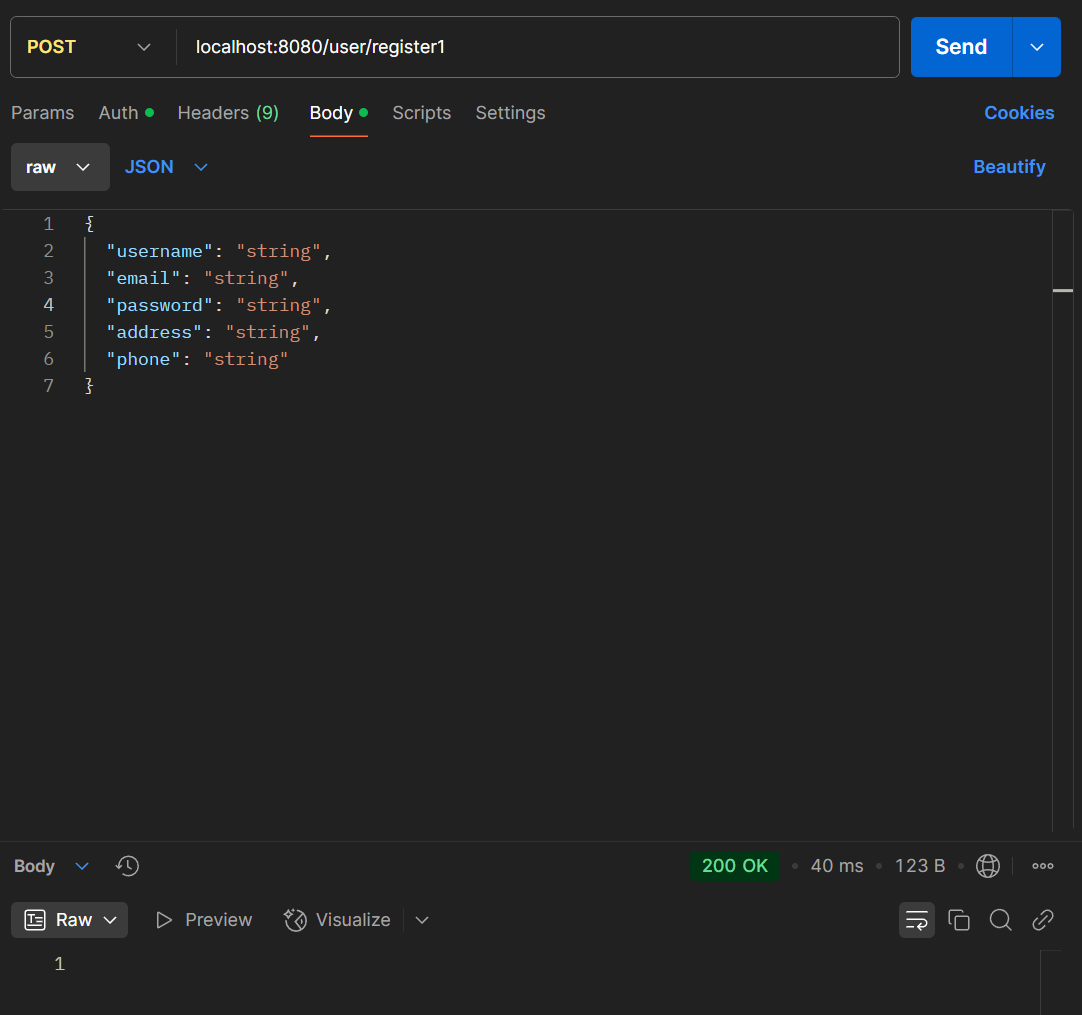 POST localhost:8080/user/register1 Send
Params Auth Headers (9) Body Scripts Settings Cookies
raw JSON Beautify
1 {
2 "username": "string",
3 "email": "string",
4 "password": "string",
5 "address": "string",
6 "phone": "string"
7 }
Body 200 OK • 40 ms • 123 B •
Raw Preview Visualize
1